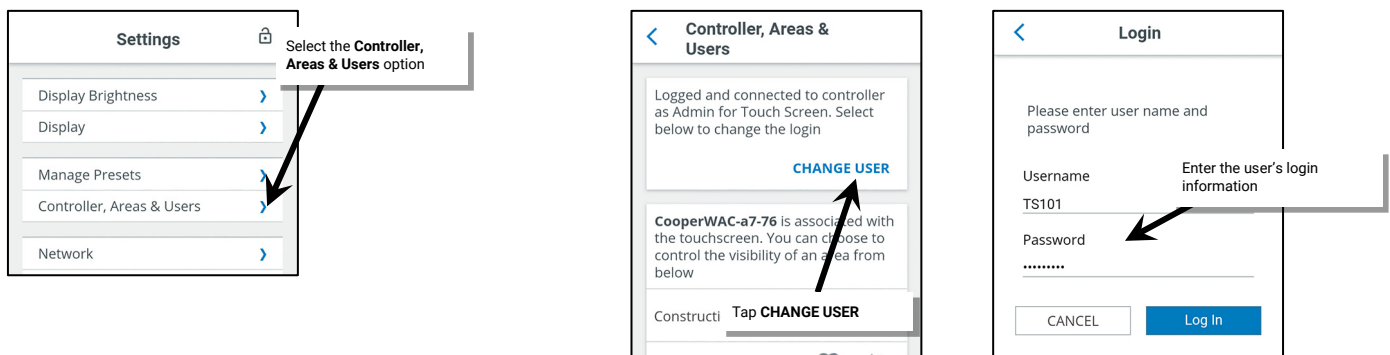 Settings
Select the Controller,
Areas & Users option
Display Brightness
Display
Manage Presets
Controller, Areas & Users
Network
Controller, Areas &
Users
Logged and connected to controller
as Admin for Touch Screen. Select
below to change the login
CHANGE USER
CooperWAC-a7-76 is associated with
the touchscreen. You can choose to
control the visibility of an area from
below
Constructi
Tap CHANGE USER
Login
Please enter user name and
password
Username
TS101
Enter the user’s login
information
Password
•••••••••
CANCEL
Log In